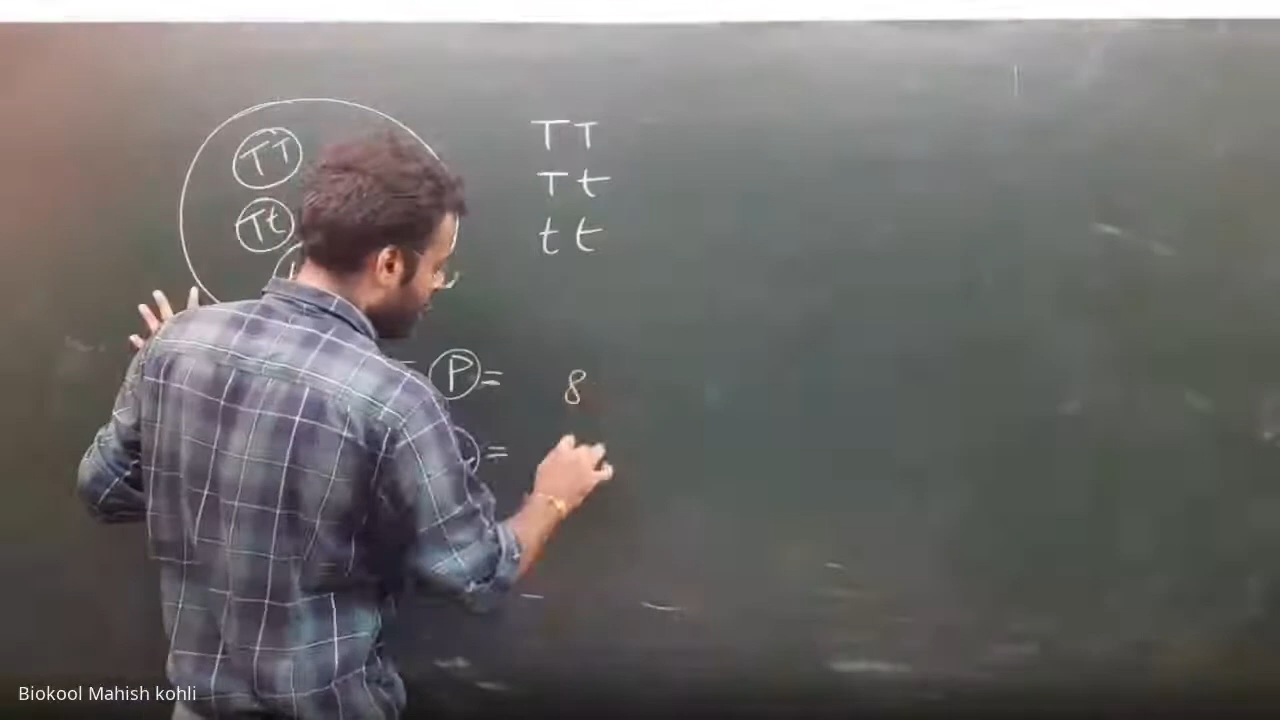 TT
Tt
TT
Tt
tt
P =
8
=
Biokool Mahish kohli